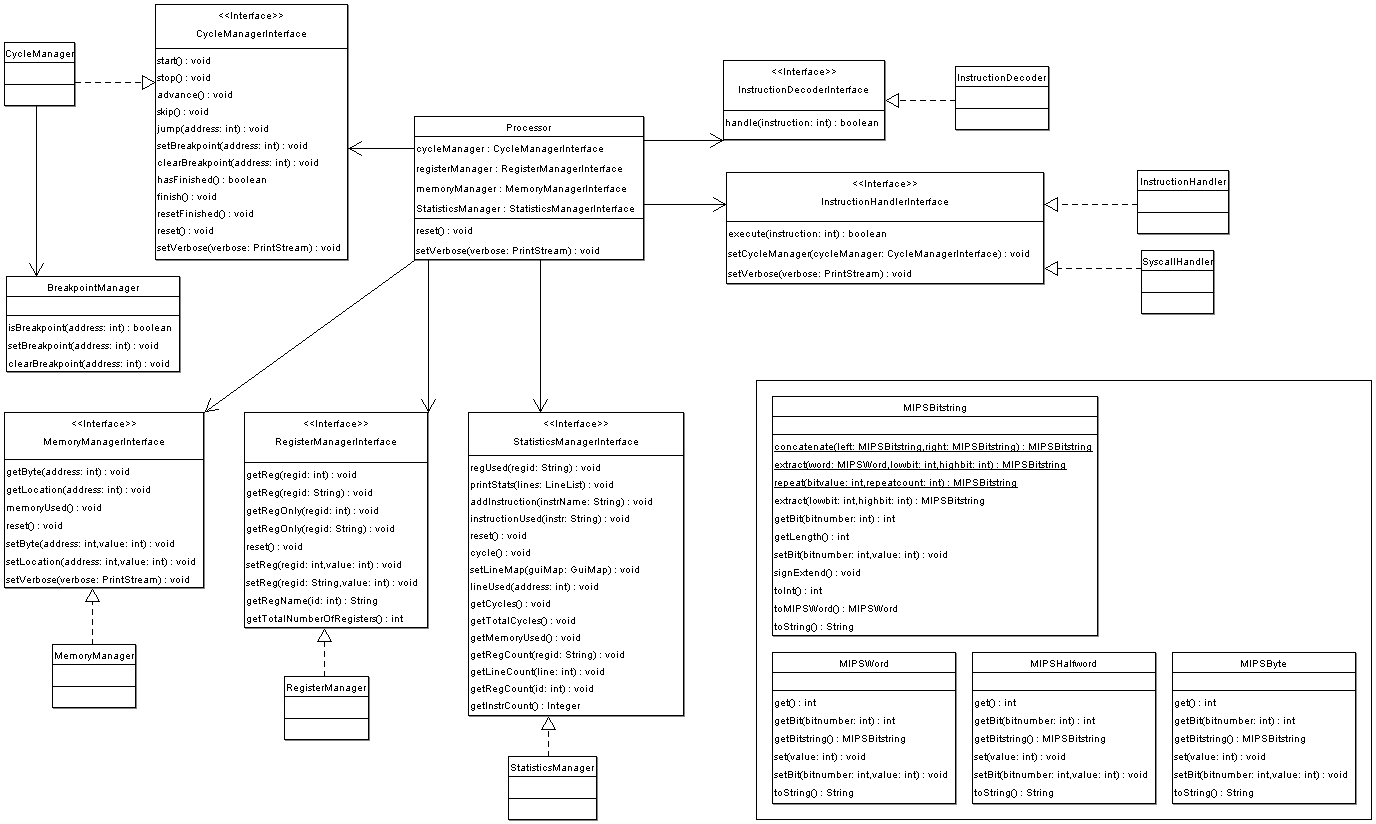 CycleManager
<<Interface>>
CycleManagerInterface
start() : void
stop() : void
advance() : void
skip() : void
jump(address: int) : void
setBreakpoint(address: int) : void
clearBreakpoint(address: int) : void
hasFinished() : boolean
finish() : void
resetFinished() : void
reset() : void
setVerbose(verbose: PrintStream) : void
Processor
cycleManager : CycleManagerInterface
registerManager : RegisterManagerInterface
memoryManager : MemoryManagerInterface
StatisticsManager : StatisticsManagerInterface
reset() : void
setVerbose(verbose: PrintStream) : void
<<Interface>>
InstructionDecoderInterface
handle(instruction: int) : boolean
InstructionDecoder
<<Interface>>
InstructionHandlerInterface
execute(instruction: int) : boolean
setCycleManager(cycleManager: CycleManagerInterface) : void
setVerbose(verbose: PrintStream) : void
InstructionHandler
SyscallHandler
BreakpointManager
isBreakpoint(address: int) : boolean
setBreakpoint(address: int) : void
clearBreakpoint(address: int) : void
<<Interface>>
MemoryManagerInterface
getByte(address: int) : void
getLocation(address: int) : void
memoryUsed() : void
reset() : void
setByte(address: int,value: int) : void
setLocation(address: int,value: int) : void
setVerbose(verbose: PrintStream) : void
MemoryManager
<<Interface>>
RegisterManagerInterface
getReg(regid: int) : void
getReg(regid: String) : void
getRegOnly(regid: int) : void
getRegOnly(regid: String) : void
reset() : void
setReg(regid: int,value: int) : void
setReg(regid: String,value: int) : void
getRegName(id: int) : String
getTotalNumberOfRegisters() : int
RegisterManager
<<Interface>>
StatisticsManagerInterface
regUsed(regid: String) : void
printStats(lines: LineList) : void
addInstruction(instrName: String) : void
instructionUsed(instr: String) : void
reset() : void
cycle() : void
setLineMap(guiMap: GuiMap) : void
lineUsed(address: int) : void
getCycles() : void
getTotalCycles() : void
getMemoryUsed() : void
getRegCount(regid: String) : void
getLineCount(line: int) : void
getRegCount(id: int) : void
getInstrCount() : Integer
StatisticsManager
MIPSBitstring
concatenate(left: MIPSBitstring,right: MIPSBitstring) : MIPSBitstring
extract(word: MIPSWord,lowbit: int,highbit: int) : MIPSBitstring
repeat(bitvalue: int,repeatcount: int) : MIPSBitstring
extract(lowbit: int,highbit: int) : MIPSBitstring
getBit(bitnumber: int) : int
getLength() : int
setBit(bitnumber: int,value: int) : void
signExtend() : void
toInt() : int
toMIPSWord() : MIPSWord
toString() : String
MIPSWord
get() : int
getBit(bitnumber: int) : int
getBitstring() : MIPSBitstring
set(value: int) : void
setBit(bitnumber: int,value: int) : void
toString() : String
MIPSHalfword
get() : int
getBit(bitnumber: int) : int
getBitstring() : MIPSBitstring
set(value: int) : void
setBit(bitnumber: int,value: int) : void
toString() : String
MIPSByte
get() : int
getBit(bitnumber: int) : int
getBitstring() : MIPSBitstring
set(value: int) : void
setBit(bitnumber: int,value: int) : void
toString() : String